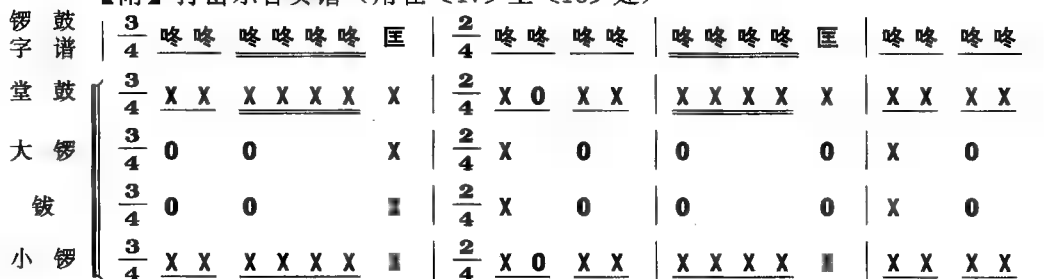 锣鼓字谱 3/4 咚咚 咚咚咚咚 匡 | 2/4 咚咚 咚咚 | 咚咚咚咚 匡 | 咚咚 咚咚
堂鼓 3/4 X X X X X X X | 2/4 X 0 X X | X X X X X | X X X X
大锣 3/4 0 0 X | 2/4 X 0 | 0 0 | X 0
钹 3/4 0 0 | 2/4 X 0 | 0 0 | X 0
小锣 3/4 X X X X X X | 2/4 X 0 X X | X X X X | X X X X